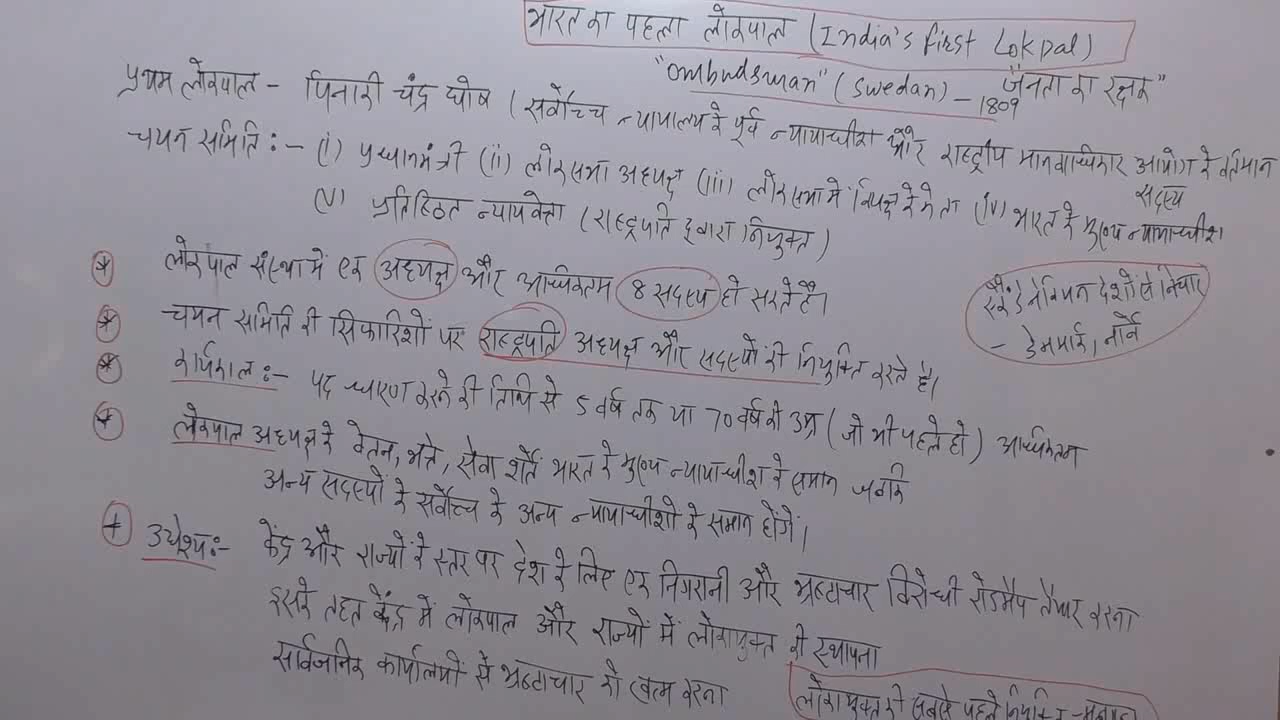 भारत का पहला लोकपाल (India's first Lokpal)
"ombudsman" (Swedan) – 1809 "जनता का रक्षक"
प्रथम लोकपाल – पिनाकी चंद्र घोष (सर्वोच्च न्यायालय के पूर्व न्यायाधीश और राष्ट्रीय मानवाधिकार आयोग के वर्तमान सदस्य
चयन समिति :– (i) प्रधानमंत्री (ii) लोकसभा अध्यक्ष (iii) लोकसभा में विपक्ष के नेता (iv) भारत के मुख्य न्यायाधीश
(V) प्रतिष्ठित न्यायवेत्ता (राष्ट्रपति द्वारा नियुक्त)
* लोकपाल संस्था में एक अध्यक्ष और अधिकतम 8 सदस्य हो सकते है।
देशों से विचार
– डेनमार्क, नॉर्वे
* चयन समिति की सिफारिशों पर राष्ट्रपति अध्यक्ष और सदस्यों की नियुक्ति करते है।
* कार्यकाल :– पद धारण करने की तिथि से 5 वर्ष तक या 70 वर्ष की उम्र (जो भी पहले हो) अधिकतम
* लोकपाल अध्यक्ष के वेतन, भत्ते, सेवा शर्तें भारत के मुख्य न्यायाधीश के समान जबकि
अन्य सदस्यों के सर्वोच्च के अन्य न्यायाधीशो के समान होंगें।
+ उद्येश्य :– केंद्र और राज्यों के स्तर पर देश के लिए एक निगरानी और भ्रष्टाचार विरोधी रोडमैप तैयार करना
इसके तहत केंद्र में लोकपाल और राज्यों में लोकायुक्त की स्थापना
सार्वजनिक कार्यालयों से भ्रष्टाचार को खत्म करना
लोकायुक्त की सबसे पहले नियुक्ति –